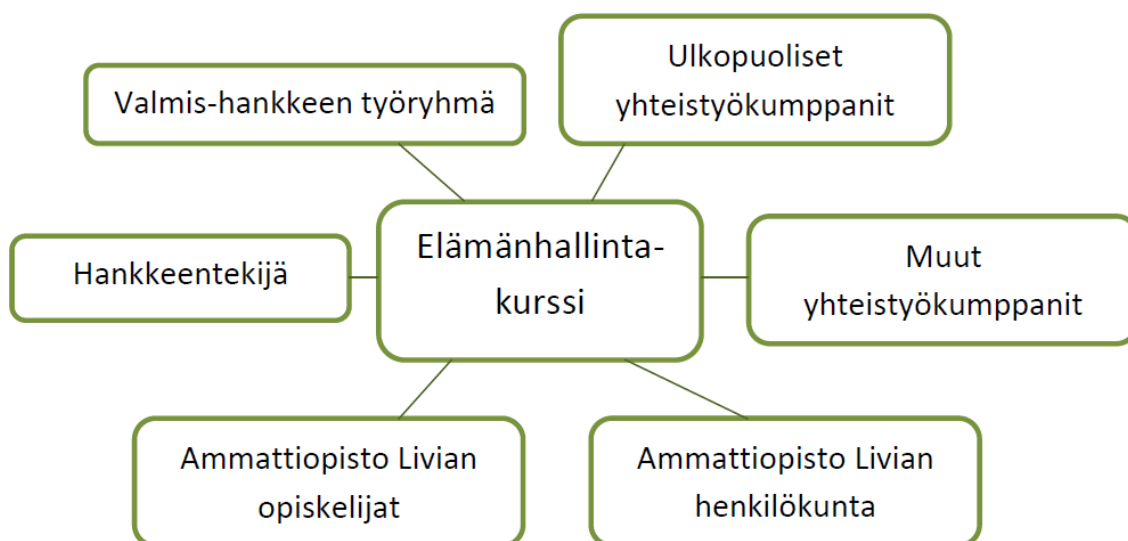 Valmis-hankkeen työryhmä
Ulkopuoliset
yhteistyökumppanit
Hankkeentekijä
Elämänhallinta-
kurssi
Muut
yhteistyökumppanit
Ammattiopisto Livian
opiskelijat
Ammattiopisto Livian
henkilökunta